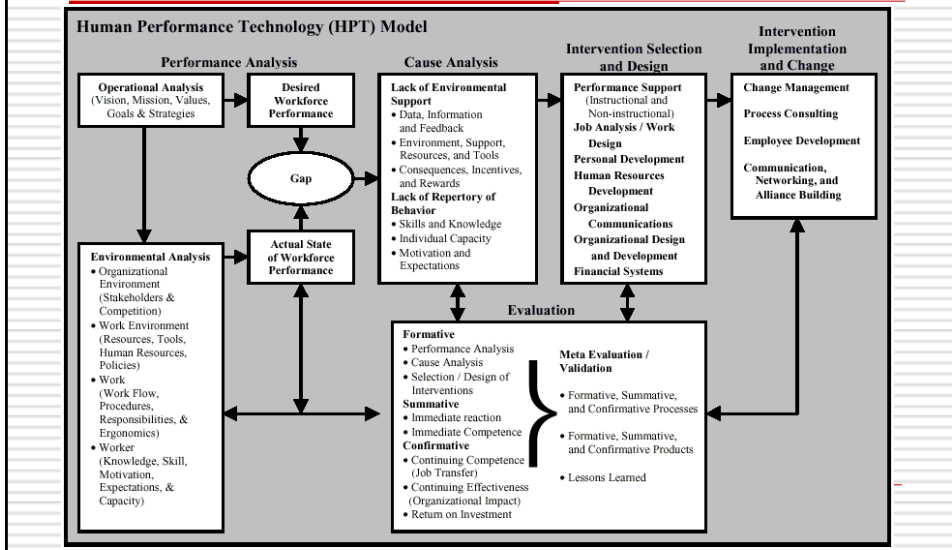 Human Performance Technology (HPT) Model
Performance Analysis
Operational Analysis
(Vision, Mission, Values,
Goals & Strategies
Desired
Workforce
Performance
Gap
Actual State
of Workforce
Performance
Environmental Analysis
• Organizational
Environment
(Stakeholders &
Competition)
• Work Environment
(Resources, Tools,
Human Resources,
Policies)
• Work
(Work Flow,
Procedures,
Responsibilities, &
Ergonomics)
• Worker
(Knowledge, Skill,
Motivation,
Expectations, &
Capacity)
Cause Analysis
Lack of Environmental
Support
• Data, Information
and Feedback
• Environment, Support,
Resources, and Tools
• Consequences, Incentives,
and Rewards
Lack of Repertory of
Behavior
• Skills and Knowledge
• Individual Capacity
• Motivation and
Expectations
Intervention Selection
and Design
Performance Support
(Instructional and
Non-instructional)
Job Analysis / Work
Design
Personal Development
Human Resources
Development
Organizational
Communications
Organizational Design
and Development
Financial Systems
Intervention
Implementation
and Change
Change Management
Process Consulting
Employee Development
Communication,
Networking, and
Alliance Building
Evaluation
Formative
• Performance Analysis
• Cause Analysis
• Selection / Design of
Interventions
Summative
• Immediate reaction
• Immediate Competence
Confirmative
• Continuing Competence
(Job Transfer)
• Continuing Effectiveness
(Organizational Impact)
• Return on Investment
Meta Evaluation /
Validation
• Formative, Summative,
and Confirmative Processes
• Formative, Summative,
and Confirmative Products
• Lessons Learned